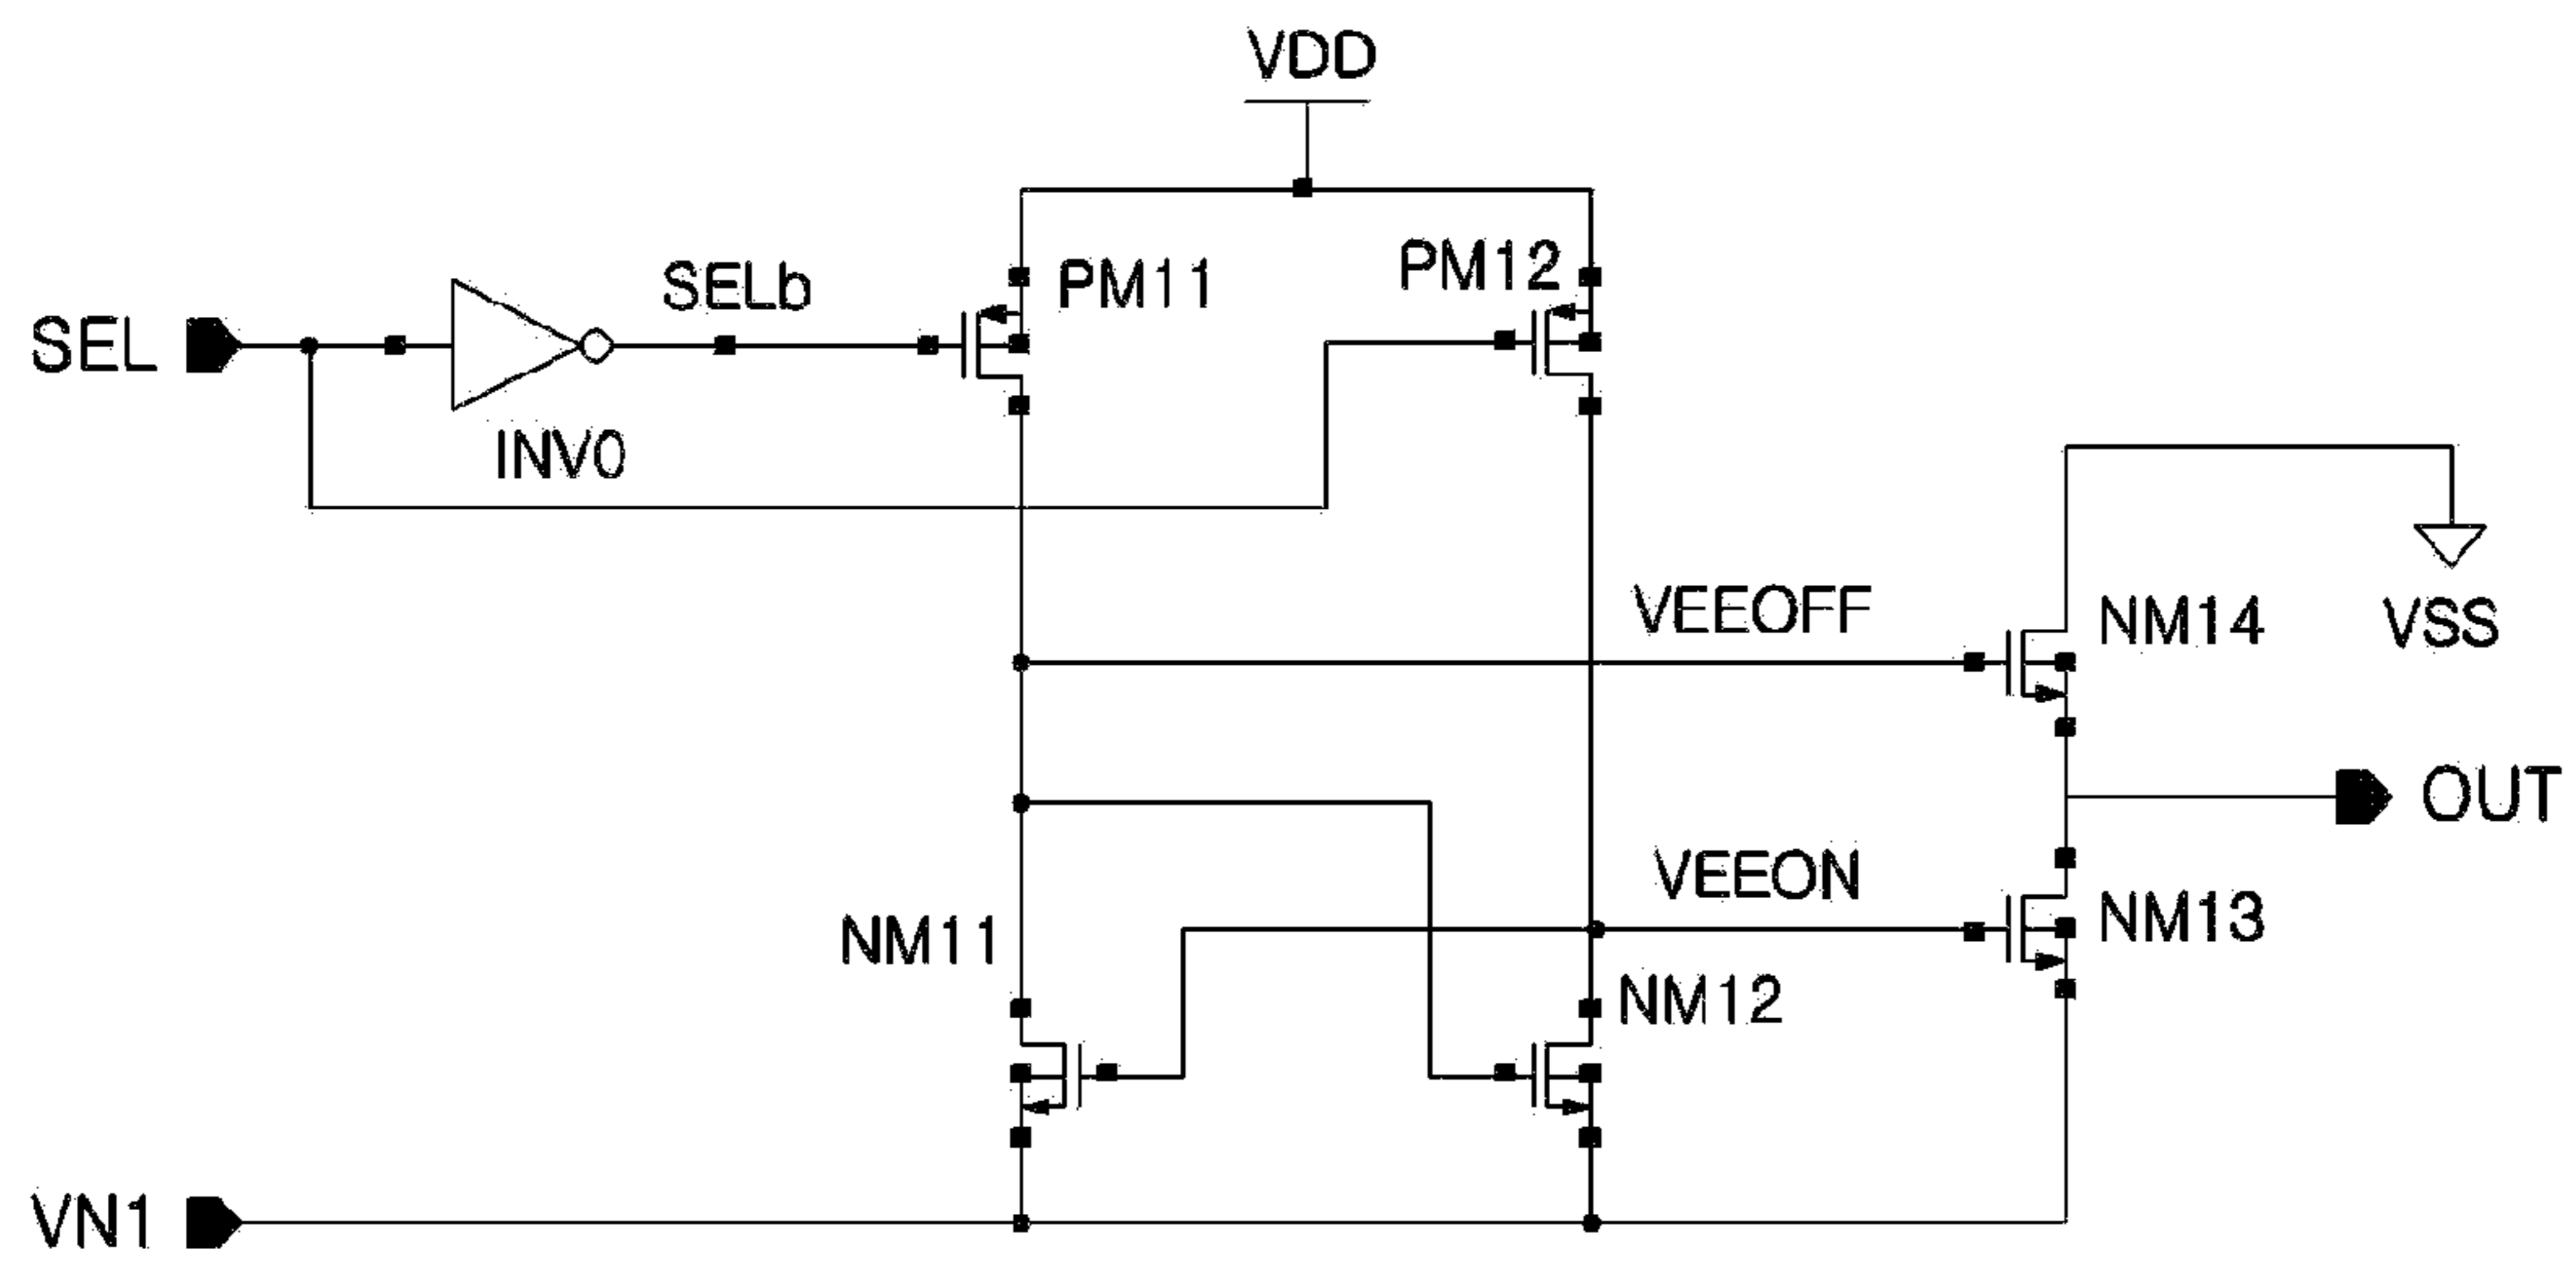 VDD
PM12
PM11
SELb
SEL
INV0
VEEOFF
NM14
VSS
OUT
VEEON
NM13
NM11
NM12
VN1